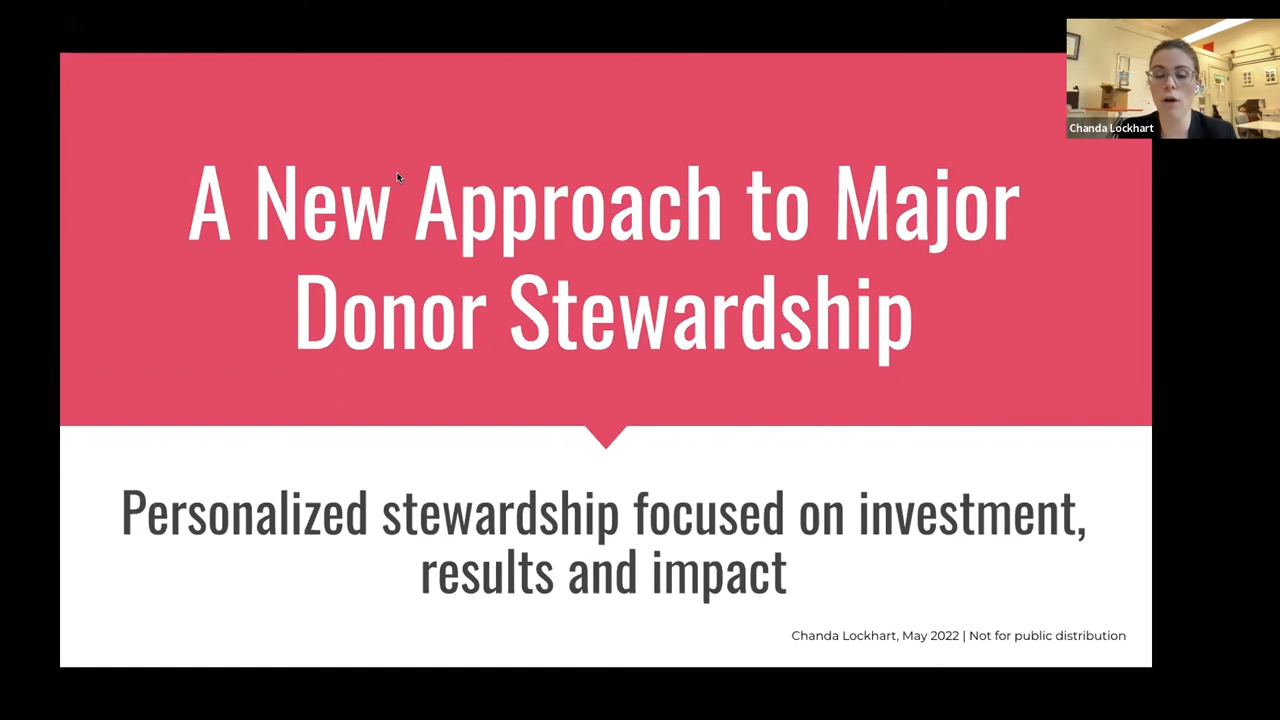 A New Approach to Major
Donor Stewardship
Personalized stewardship focused on investment,
results and impact
Chanda Lockhart, May 2022 | Not for public distribution
Chanda Lockhart